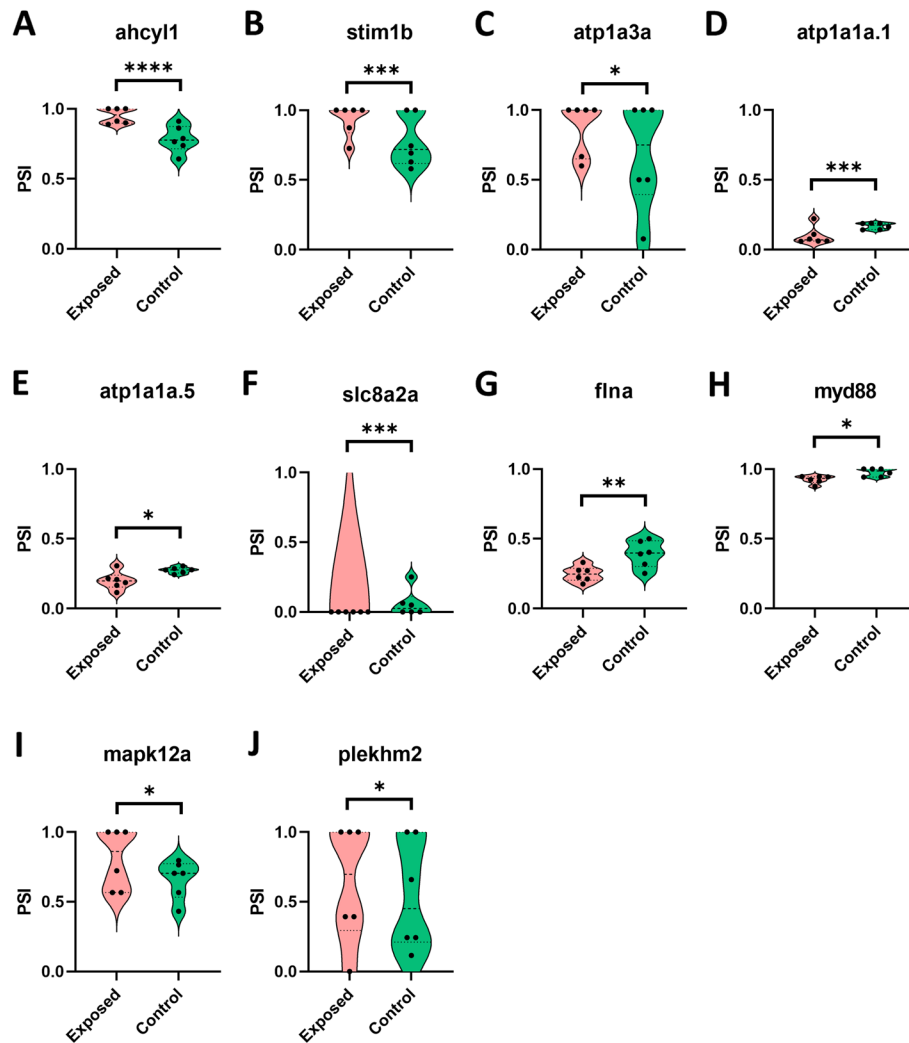 A
ahcyl1
****
PSI
1.0
0.5
0.0
Exposed
Control
B
stim1b
***
PSI
1.0
0.5
0.0
Exposed
Control
C
atp1a3a
*
PSI
1.0
0.5
0.0
Exposed
Control
D
atp1a1a.1
***
PSI
1.0
0.5
0.0
Exposed
Control
E
atp1a1a.5
*
PSI
1.0
0.5
0.0
Exposed
Control
F
slc8a2a
***
PSI
1.0
0.5
0.0
Exposed
Control
G
flna
**
PSI
1.0
0.5
0.0
Exposed
Control
H
myd88
*
PSI
1.0
0.5
0.0
Exposed
Control
I
mapk12a
*
PSI
1.0
0.5
0.0
Exposed
Control
J
plekhm2
*
PSI
1.0
0.5
0.0
Exposed
Control